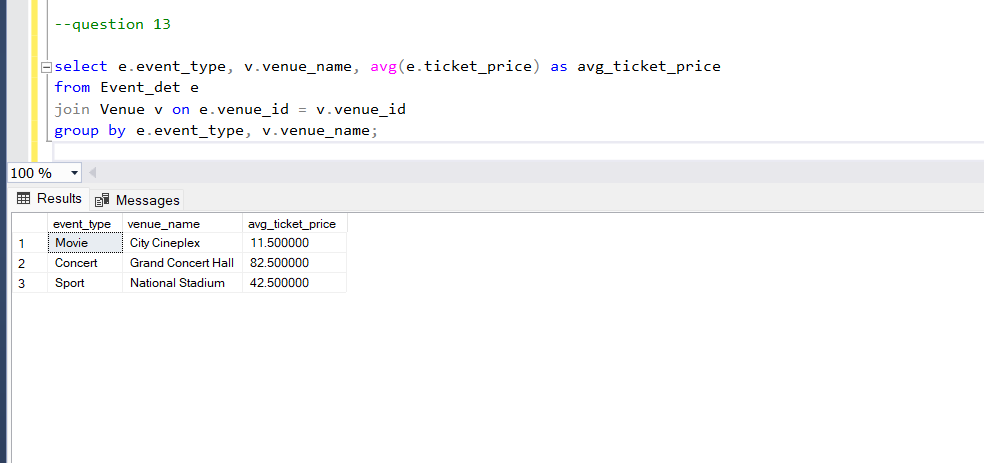 --question 13
select e.event_type, v.venue_name, avg(e.ticket_price) as avg_ticket_price
from Event_det e
join Venue v on e.venue_id = v.venue_id
group by e.event_type, v.venue_name;
100 %
Results Messages
event_type venue_name avg_ticket_price
1 Movie City Cineplex 11.500000
2 Concert Grand Concert Hall 82.500000
3 Sport National Stadium 42.500000